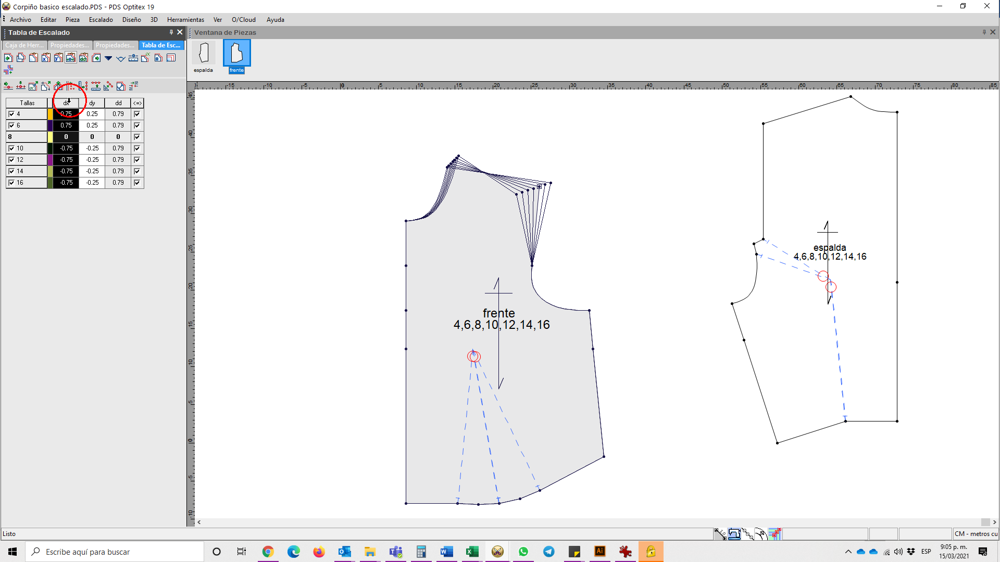 Corpiño basico escalado.PDS - PDS Optitex 19
Archivo Editar Pieza Escalado Diseño 3D Herramientas Ver O/Cloud Ayuda
Tabla de Escalado
Caja de Herr... Propiedades... Propiedades... Tabla de Esc...
Tallas dx dy dd <=>
4 0.75 0.25 0.79
6 0.75 0.25 0.79
8 0 0 0
10 -0.75 -0.25 0.79
12 -0.75 -0.25 0.79
14 -0.75 -0.25 0.79
16 -0.75 -0.25 0.79
Ventana de Piezas
espalda frente
-15 -10 -5 0 5 10 15 20 25 30 35 40 45 50 55 60 65 70 75 80 85
45
40
35
30
25
20
15
10
5
0
-5
-10
frente
4,6,8,10,12,14,16
espalda
4,6,8,10,12,14,16
Listo
CM - metros cu
Escribe aquí para buscar
ESP
9:05 p. m.
15/03/2021